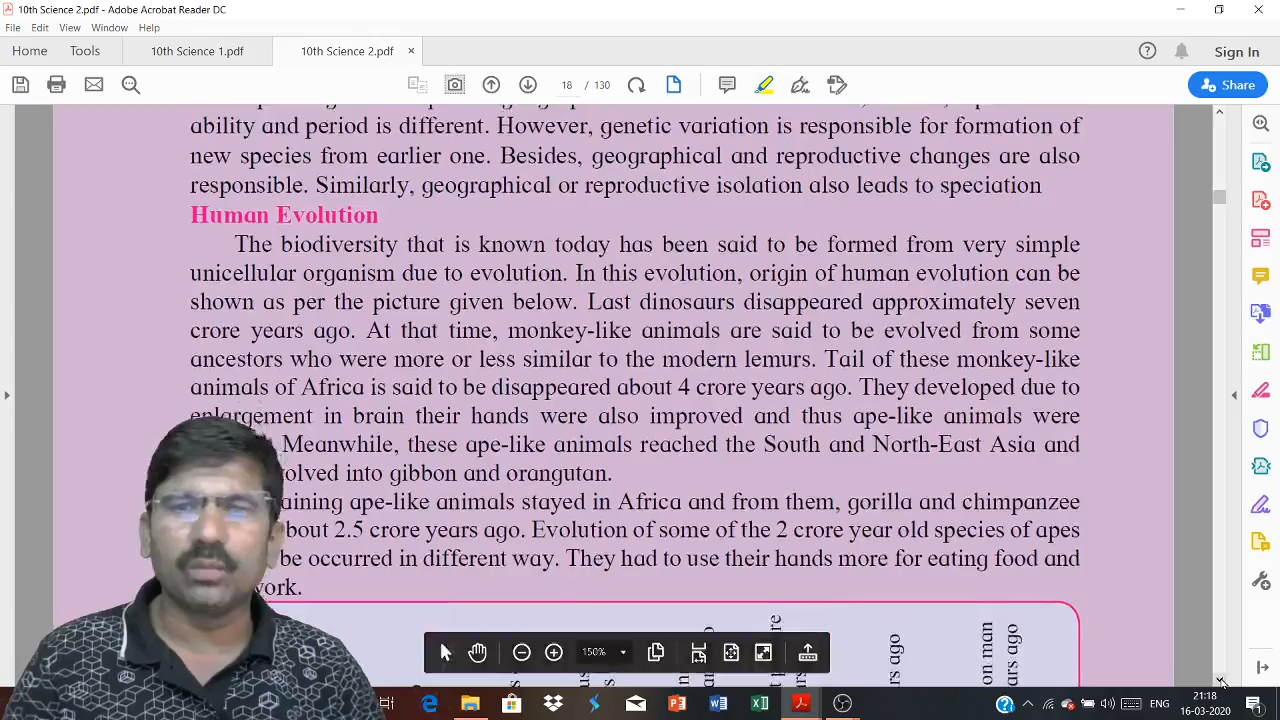 10th Science 2.pdf - Adobe Acrobat Reader DC
File Edit View Window Help
Home Tools 10th Science 1.pdf 10th Science 2.pdf × Sign In
18 / 130 Share
ability and period is different. However, genetic variation is responsible for formation of
new species from earlier one. Besides, geographical and reproductive changes are also
responsible. Similarly, geographical or reproductive isolation also leads to speciation
Human Evolution
The biodiversity that is known today has been said to be formed from very simple
unicellular organism due to evolution. In this evolution, origin of human evolution can be
shown as per the picture given below. Last dinosaurs disappeared approximately seven
crore years ago. At that time, monkey-like animals are said to be evolved from some
ancestors who were more or less similar to the modern lemurs. Tail of these monkey-like
animals of Africa is said to be disappeared about 4 crore years ago. They developed due to
enlargement in brain their hands were also improved and thus ape-like animals were
Meanwhile, these ape-like animals reached the South and North-East Asia and
olved into gibbon and orangutan.
aining ape-like animals stayed in Africa and from them, gorilla and chimpanzee
bout 2.5 crore years ago. Evolution of some of the 2 crore year old species of apes
be occurred in different way. They had to use their hands more for eating food and
work.
ars ago
on man
ars ago
150%
ENG
21:18
16-03-2020